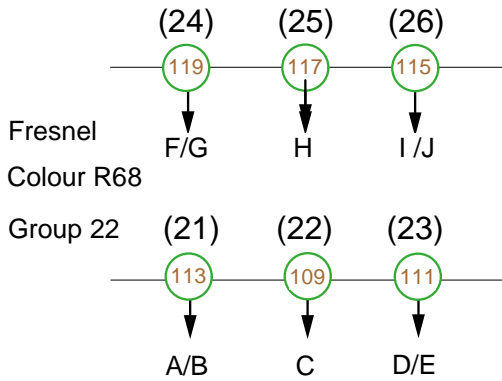 (24) (25) (26)
119 117 115
Fresnel
F/G H I /J
Colour R68
Group 22
(21) (22) (23)
113 109 111
A/B C D/E